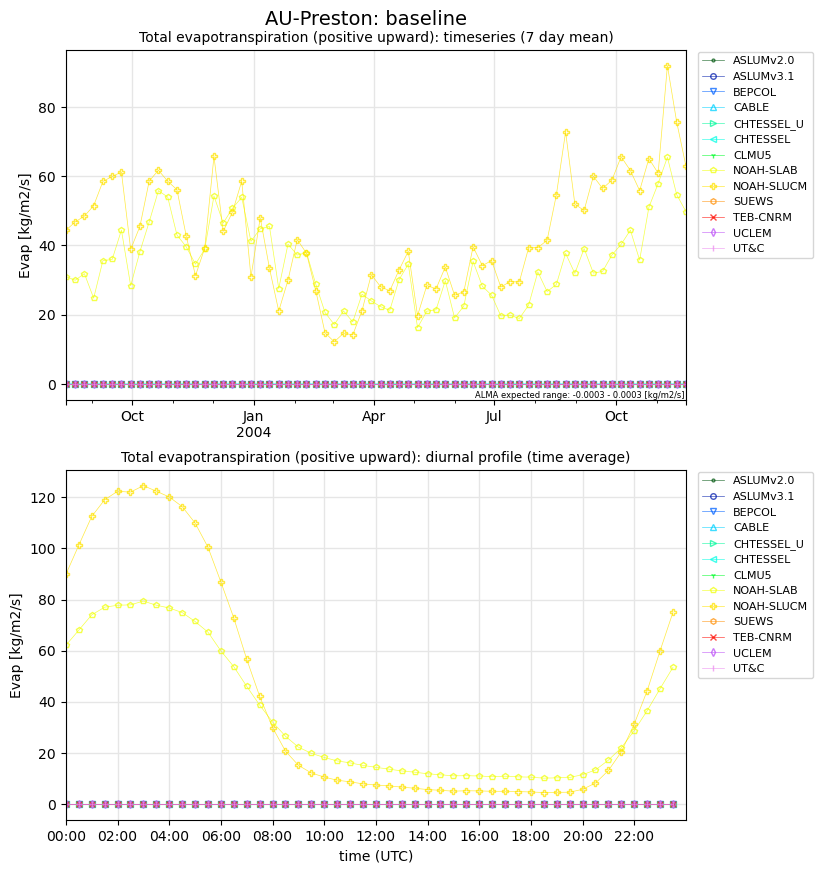 AU-Preston: baseline
Total evapotranspiration (positive upward): timeseries (7 day mean)
Evap [kg/m2/s]
80
60
40
20
0
Oct
Jan
2004
Apr
Jul
Oct
ALMA expected range: -0.0003 - 0.0003 [kg/m2/s]
ASLUMv2.0
ASLUMv3.1
BEPCOL
CABLE
CHTESSEL_U
CHTESSEL
CLMU5
NOAH-SLAB
NOAH-SLUCM
SUEWS
TEB-CNRM
UCLEM
UT&C
Total evapotranspiration (positive upward): diurnal profile (time average)
Evap [kg/m2/s]
120
100
80
60
40
20
0
00:00
02:00
04:00
06:00
08:00
10:00
12:00
14:00
16:00
18:00
20:00
22:00
time (UTC)
ASLUMv2.0
ASLUMv3.1
BEPCOL
CABLE
CHTESSEL_U
CHTESSEL
CLMU5
NOAH-SLAB
NOAH-SLUCM
SUEWS
TEB-CNRM
UCLEM
UT&C